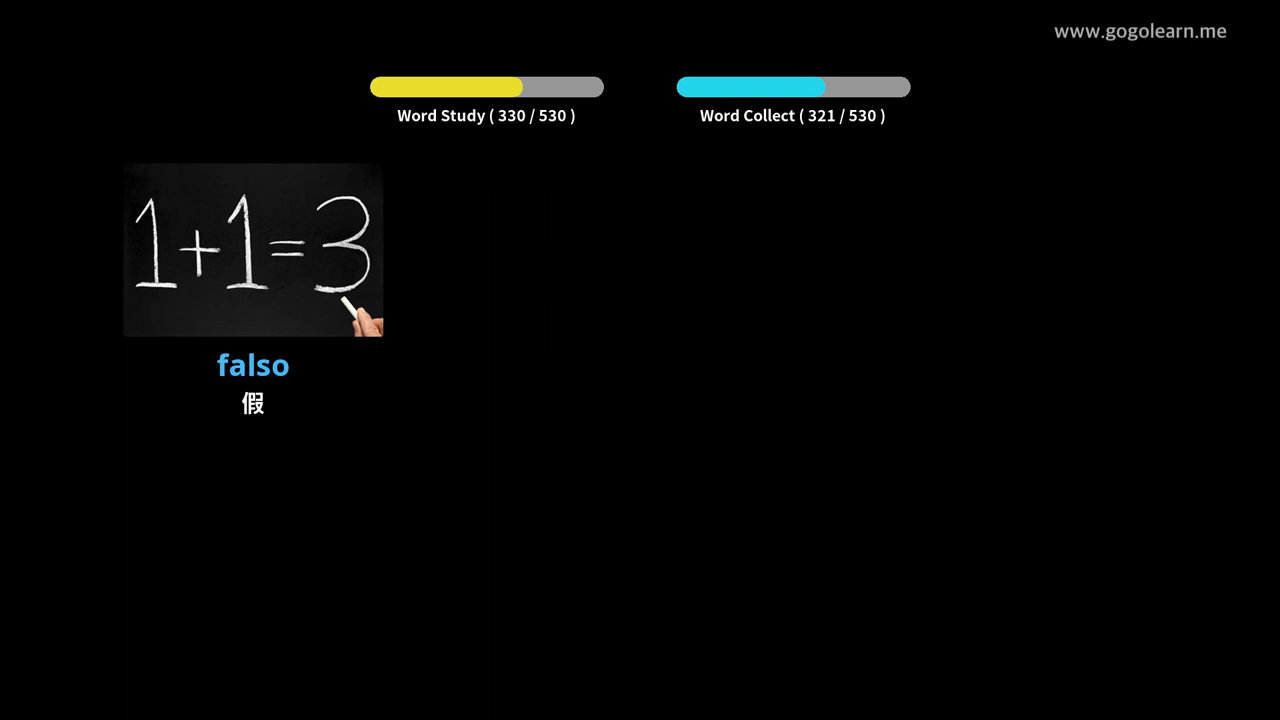 www.gogolearn.me
Word Study ( 330 / 530 )
Word Collect ( 321 / 530 )
1+1=3
falso
假